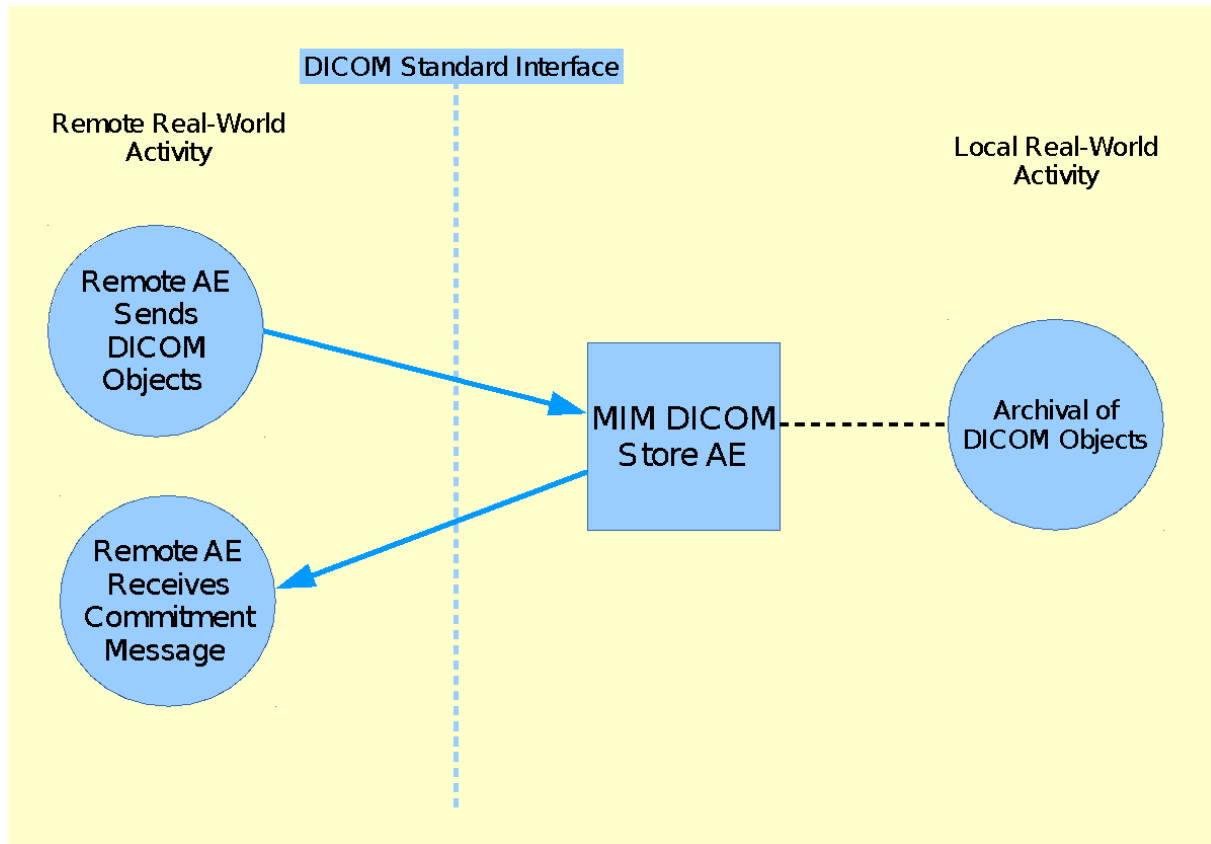 DICOM Standard Interface
Remote Real-World
Activity
Local Real-World
Activity
Remote AE
Sends
DICOM
Objects
MIM DICOM
Store AE
Archival of
DICOM Objects
Remote AE
Receives
Commitment
Message